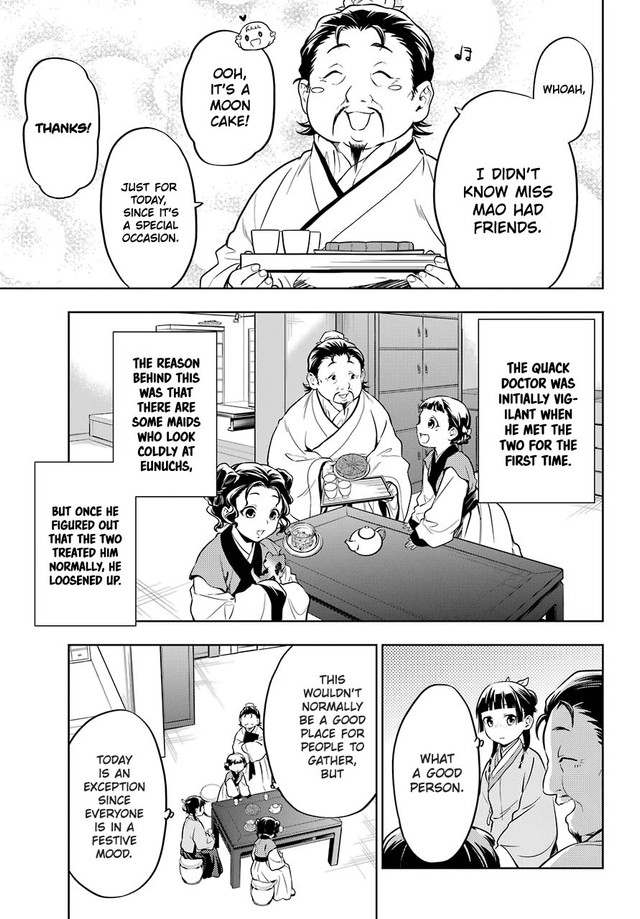 WHOAH,
I DIDN'T
KNOW MISS
MAO HAD
FRIENDS.
OOH,
IT'S A
MOON
CAKE!
JUST FOR
TODAY,
SINCE IT'S
A SPECIAL
OCCASION.
THANKS!
THE QUACK
DOCTOR WAS
INITIALLY VIG-
ILANT WHEN
HE MET THE
TWO FOR THE
FIRST TIME.
THE REASON
BEHIND THIS
WAS THAT
THERE ARE
SOME MAIDS
WHO LOOK
COLDLY AT
EUNUCHS,
BUT ONCE HE
FIGURED OUT
THAT THE TWO
TREATED HIM
NORMALLY, HE
LOOSENED UP.
WHAT
A GOOD
PERSON.
THIS
WOULDN'T
NORMALLY
BE A GOOD
PLACE FOR
PEOPLE TO
GATHER,
BUT
TODAY
IS AN
EXCEPTION
SINCE
EVERYONE
IS IN A
FESTIVE
MOOD.